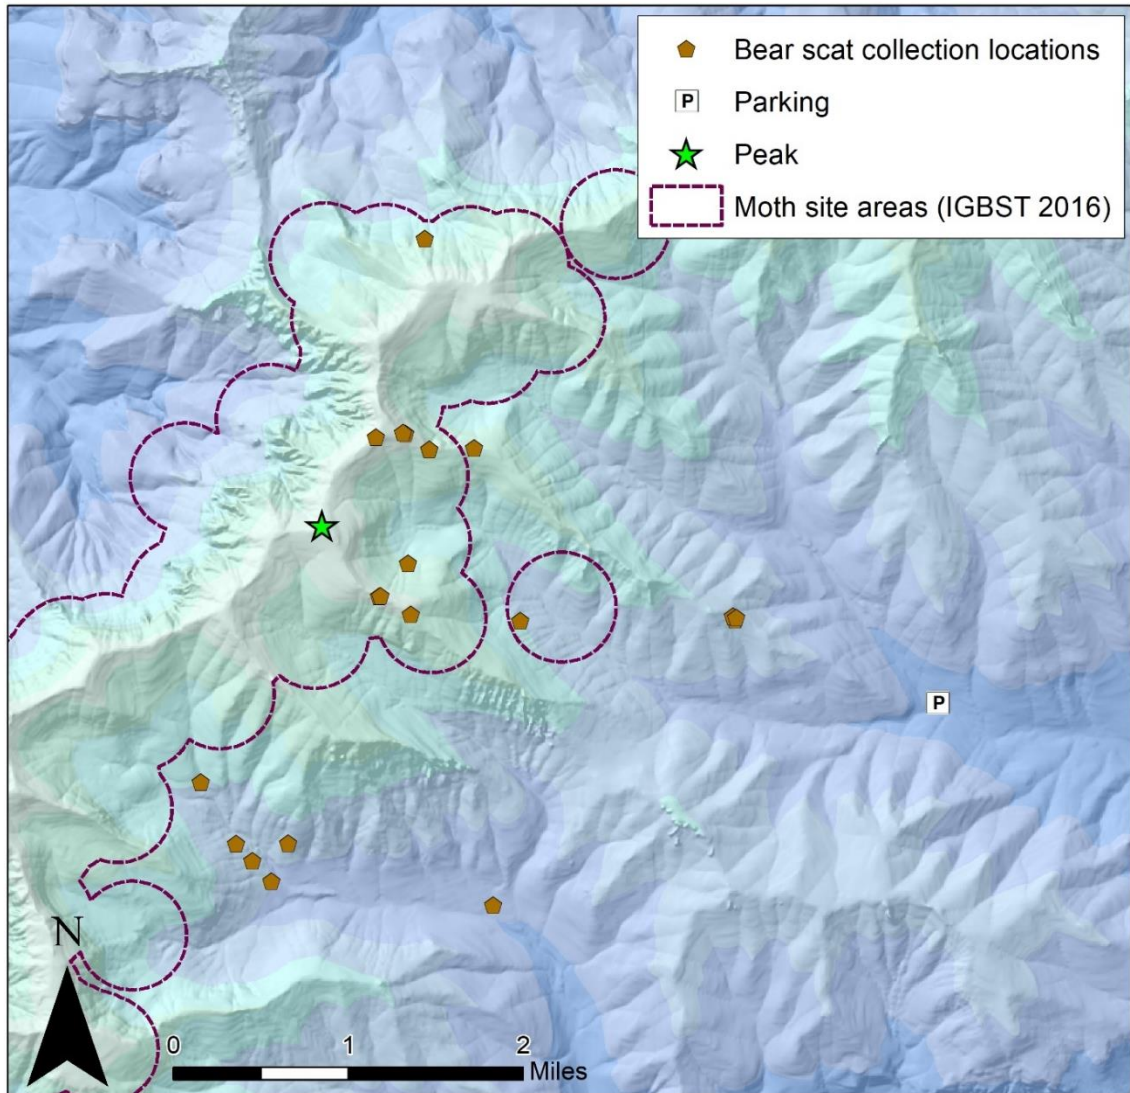 Bear scat collection locations
P
Parking
Peak
Moth site areas (IGBST 2016)
P
N
0 1 2
Miles